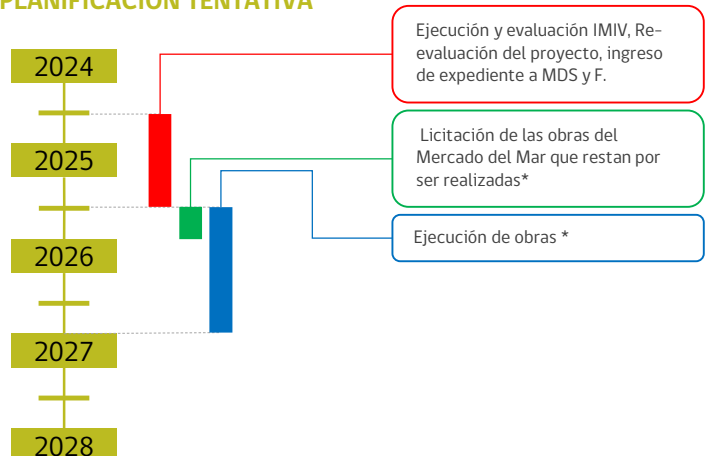 PLANIFICACIÓN TENTATIVA
2024
Ejecución y evaluación IMIV, Re-
evaluación del proyecto, ingreso
de expediente a MDS y F.
2025
Licitación de las obras del
Mercado del Mar que restan por
ser realizadas*
2026
Ejecución de obras *
2027
2028